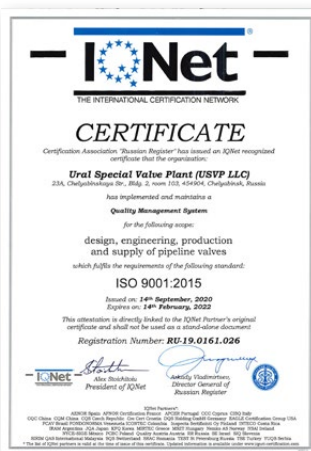 IQNet
®
THE INTERNATIONAL CERTIFICATION NETWORK
CERTIFICATE
Certification Association "Russian Register" has issued an IQNet recognized
certificate that the organization:
Ural Special Valve Plant (USVP LLC)
23A, Chelyabinskaya Str., Bldg. 2, room 103, 454904, Chelyabinsk, Russia
has implemented and maintains a
Quality Management System
for the following scope:
design, engineering, production
and supply of pipeline valves
which fulfils the requirements of the following standard:
ISO 9001:2015
Issued on: 14th September, 2020
Expires on: 14th February, 2022
This attestation is directly linked to the IQNet Partner's original
certificate and shall not be used as a stand-alone document
Registration Number: RU-19.0161.026
IQNet
Alex Stoichitoiu
President of IQNet
Arkadiy Vladimirtsev,
Director General of
Russian Register
IQNet Partners*: